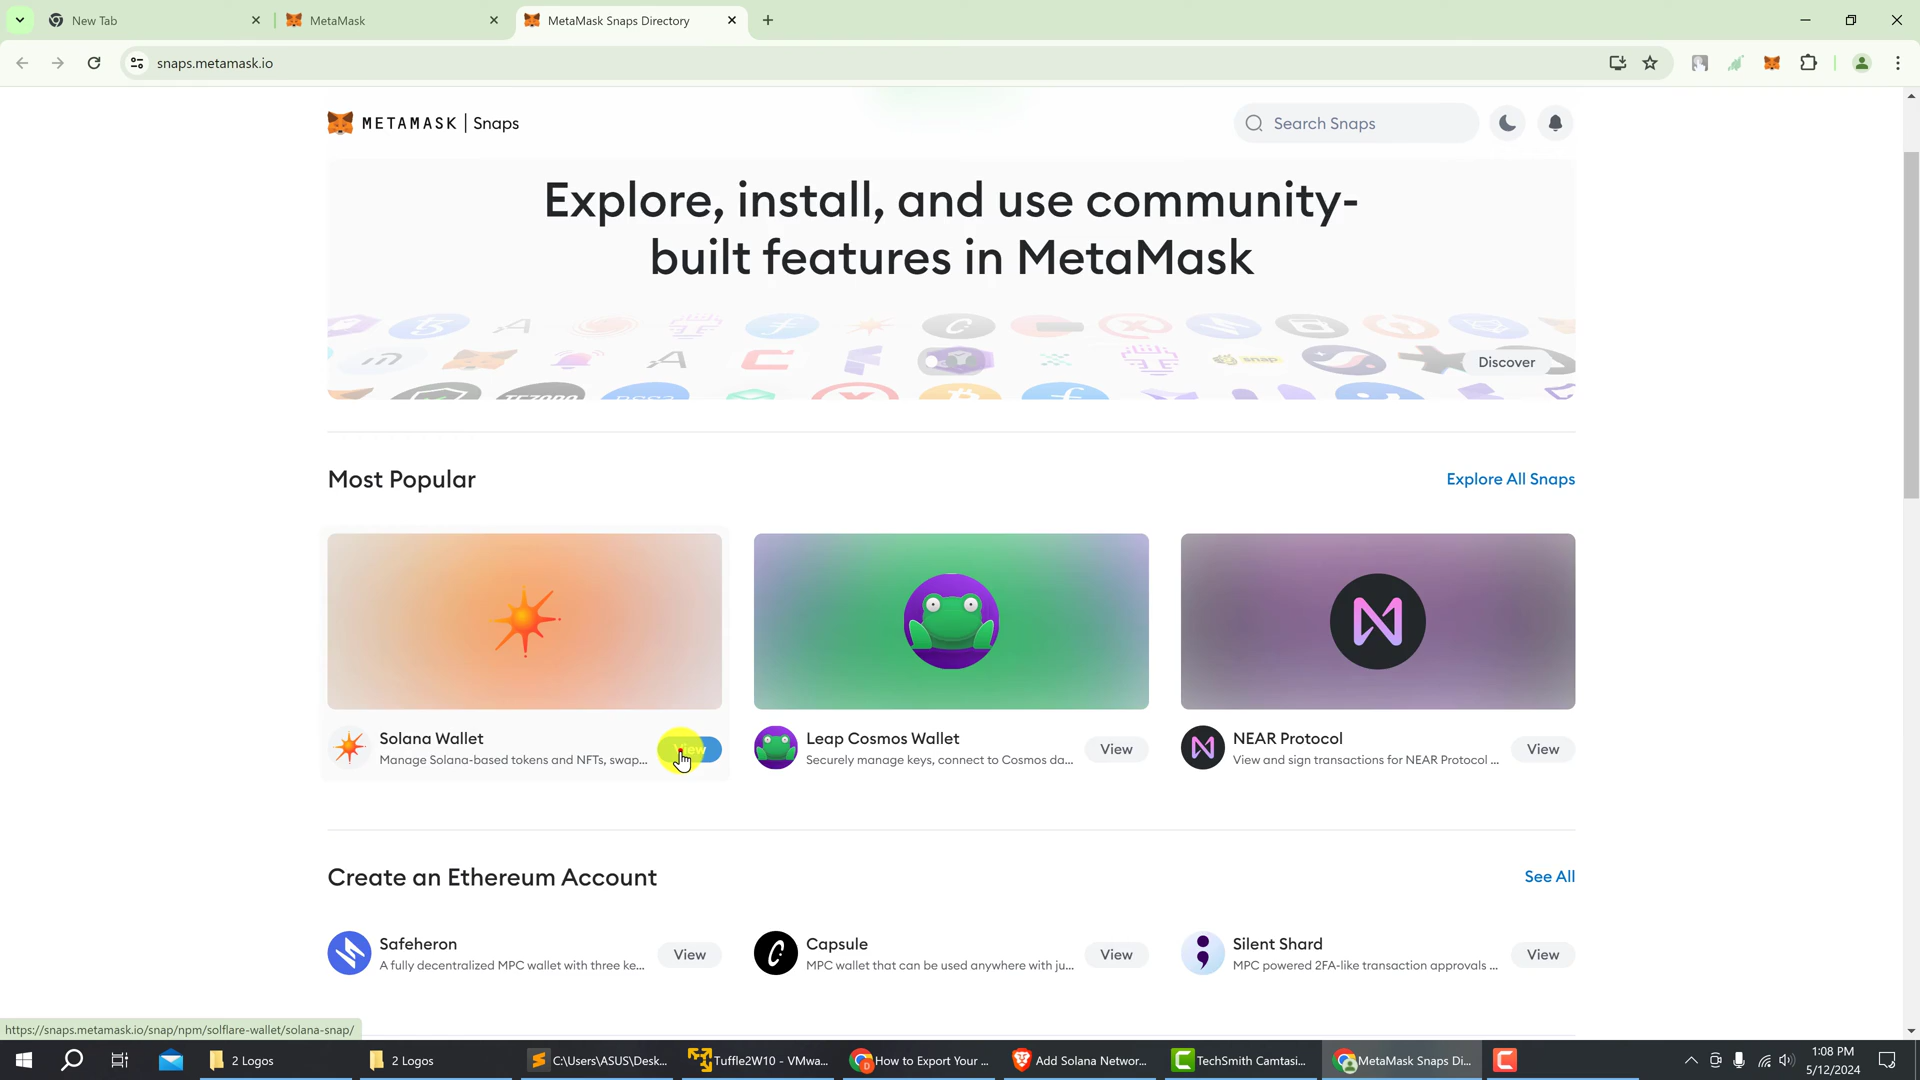 New Tab
MetaMask
MetaMask Snaps Directory
snaps.metamask.io
METAMASK | Snaps
Search Snaps
Explore, install, and use community-
built features in MetaMask
snap
Discover
Most Popular
Explore All Snaps
Solana Wallet
Manage Solana-based tokens and NFTs, swap...
View
Leap Cosmos Wallet
Securely manage keys, connect to Cosmos da...
View
NEAR Protocol
View and sign transactions for NEAR Protocol ...
View
Create an Ethereum Account
See All
Safeheron
A fully decentralized MPC wallet with three ke...
View
Capsule
MPC wallet that can be used anywhere with ju...
View
Silent Shard
MPC powered 2FA-like transaction approvals ...
View
https://snaps.metamask.io/snap/npm/solflare-wallet/solana-snap/
2 Logos
2 Logos
C:\Users\ASUS\Desk...
Tuffle2W10 - VMwa...
How to Export Your ...
Add Solana Networ...
TechSmith Camtasi...
MetaMask Snaps Di...
1:08 PM
5/12/2024